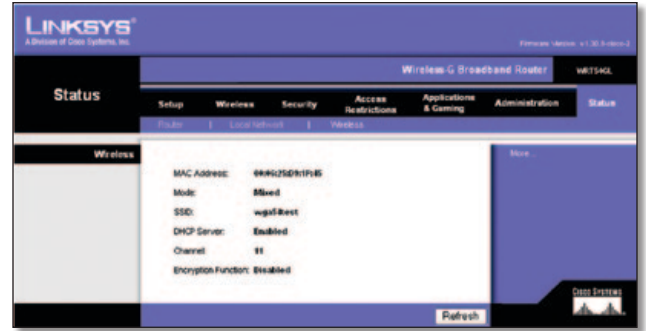 LINKSYS®
A Division of Cisco Systems, Inc.
Firmware Version:
Wireless-G Broadband Router WRT54GL
Status
Setup Wireless Security Access Restrictions Applications & Gaming Administration Status
Router | Local Network | Wireless
Wireless
More...
MAC Address:
Mode: Mixed
SSID:
DHCP Server: Enabled
Channel: 11
Encryption Function: Disabled
Refresh
CISCO SYSTEMS